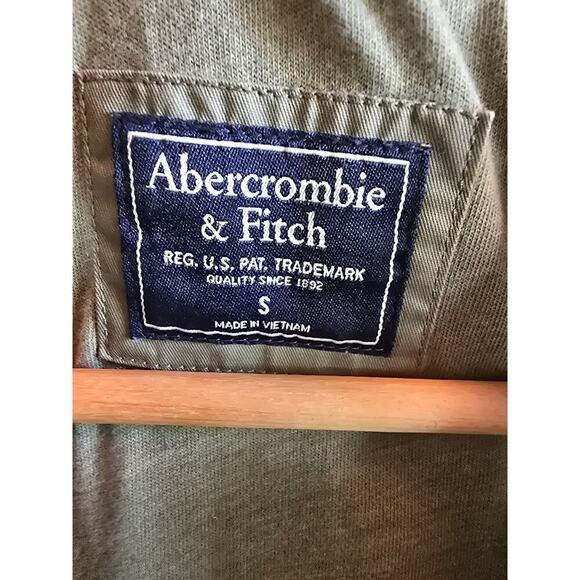 Abercrombie
& Fitch
REG. U.S. PAT. TRADEMARK
QUALITY SINCE 1892
S
MADE IN VIETNAM